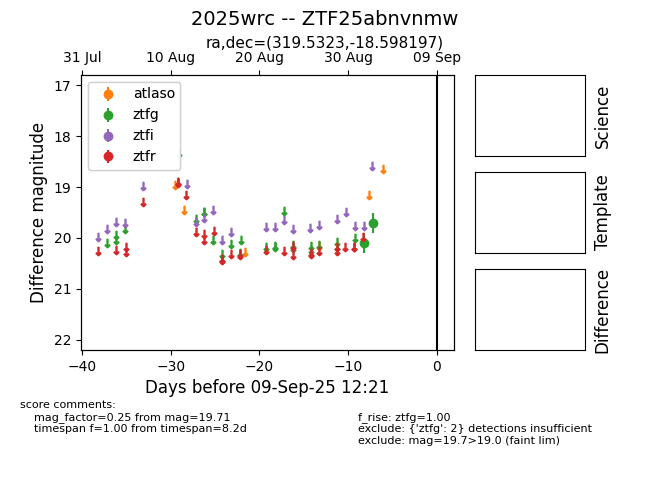 2025wrc -- ZTF25abnvnmw
ra,dec=(319.5323,-18.598197)
31 Jul
10 Aug
20 Aug
30 Aug
09 Sep
17
18
19
20
21
22
Difference magnitude
atlaso
ztfg
ztfi
ztfr
−40
−30
−20
−10
0
Days before 09-Sep-25 12:21
Science
Template
Difference
score comments:
mag_factor=0.25 from mag=19.71
timespan f=1.00 from timespan=8.2d
f_rise: ztfg=1.00
exclude: {'ztfg': 2} detections insufficient
exclude: mag=19.7>19.0 (faint lim)